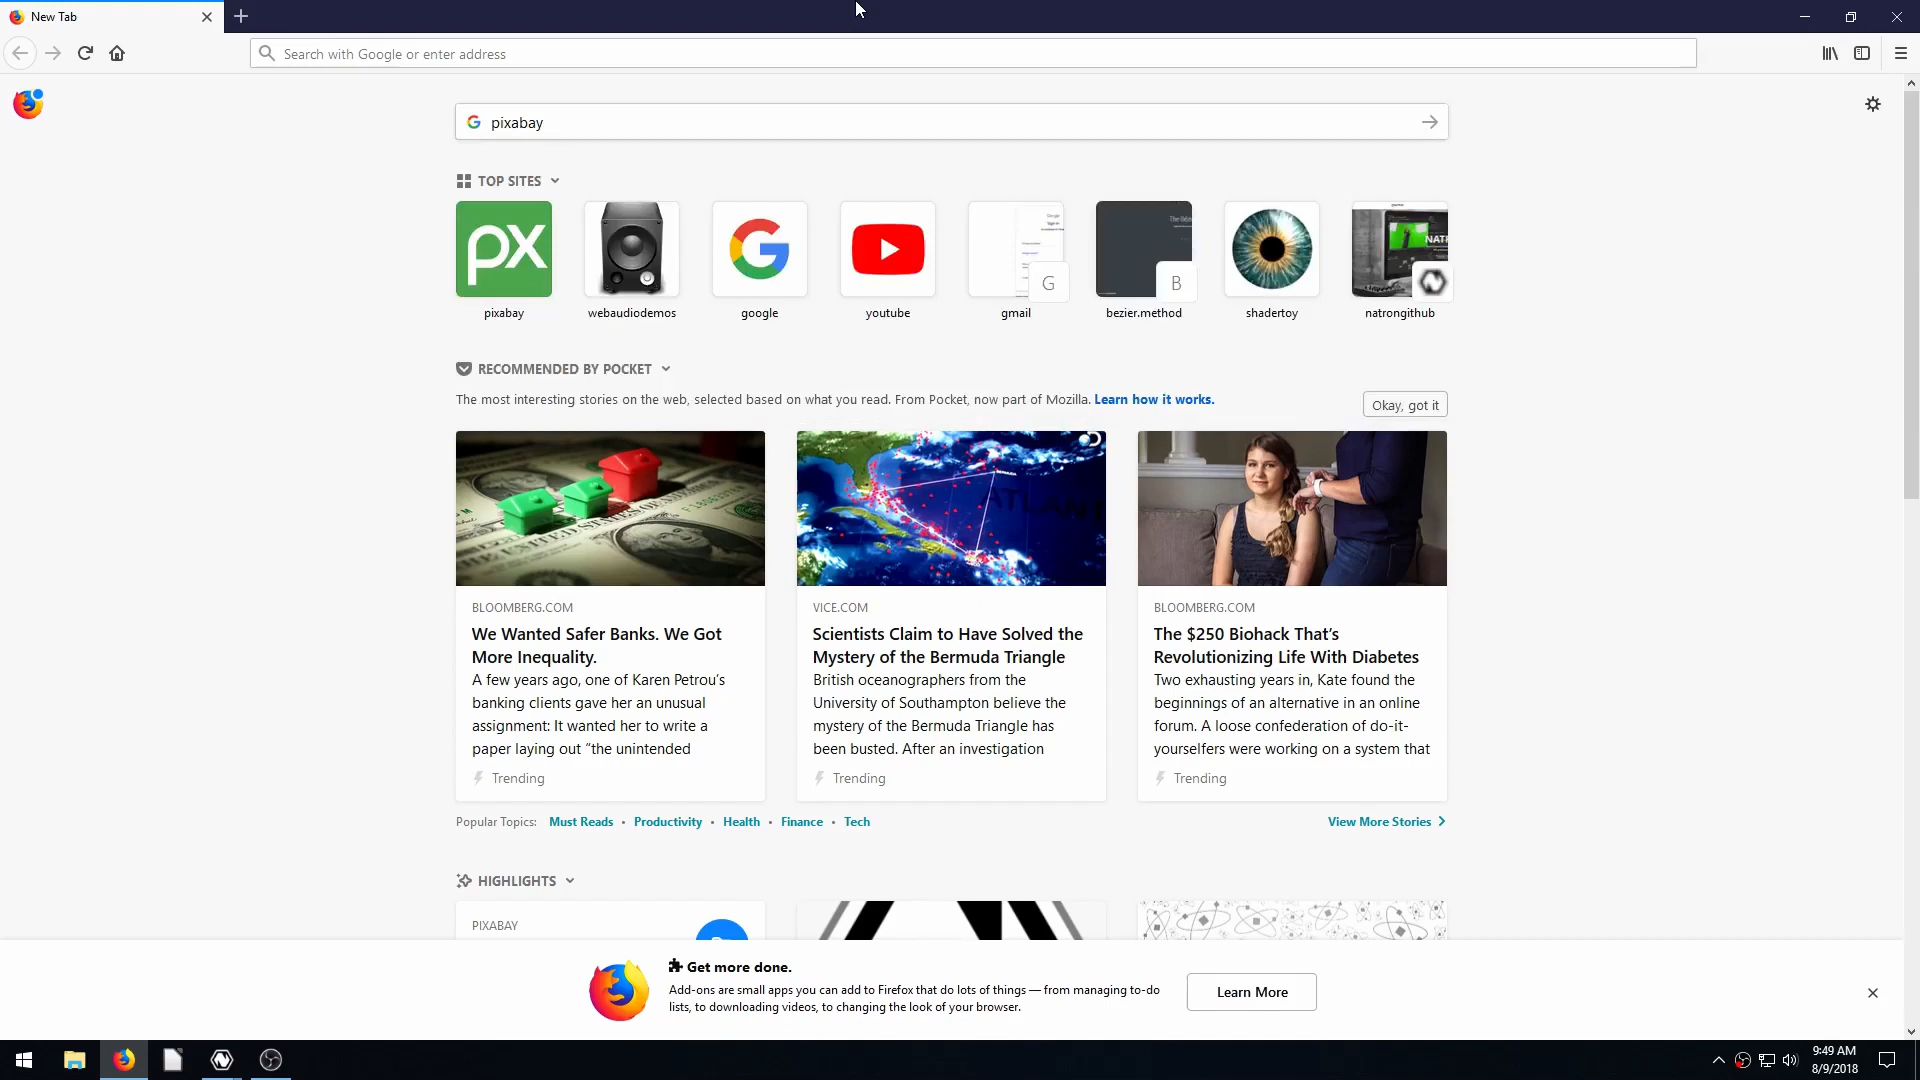 New Tab
Search with Google or enter address
pixabay
TOP SITES
px
G
B
NATR
pixabay
webaudiodemos
google
youtube
gmail
bezier.method
shadertoy
natrongithub
RECOMMENDED BY POCKET
The most interesting stories on the web, selected based on what you read. From Pocket, now part of Mozilla. Learn how it works.
Okay, got it
ATLANT
BLOOMBERG.COM
We Wanted Safer Banks. We Got
More Inequality.
A few years ago, one of Karen Petrou’s
banking clients gave her an unusual
assignment: It wanted her to write a
paper laying out “the unintended
Trending
VICE.COM
Scientists Claim to Have Solved the
Mystery of the Bermuda Triangle
British oceanographers from the
University of Southampton believe the
mystery of the Bermuda Triangle has
been busted. After an investigation
Trending
BLOOMBERG.COM
The $250 Biohack That’s
Revolutionizing Life With Diabetes
Two exhausting years in, Kate found the
beginnings of an alternative in an online
forum. A loose confederation of do-it-
yourselfers were working on a system that
Trending
Popular Topics: Must Reads • Productivity • Health • Finance • Tech
View More Stories
HIGHLIGHTS
PIXABAY
Get more done.
Add-ons are small apps you can add to Firefox that do lots of things — from managing to-do
lists, to downloading videos, to changing the look of your browser.
Learn More
9:49 AM
8/9/2018